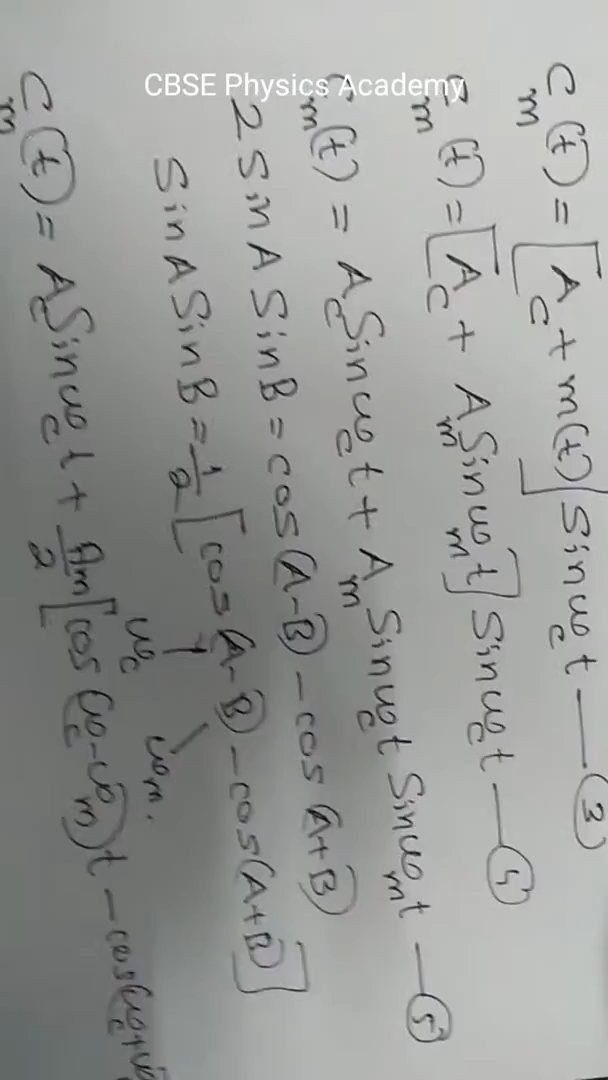 CBSE Physics Academy
C_m(t) = [A_c + m(t)] Sin ω_c t — (3)
C_m(t) = [A_c + A_m Sin ω_m t] Sin ω_c t — (4)
C_m(t) = A_c Sin ω_c t + A_m Sin ω_c t Sin ω_m t — (5)
2 Sin A Sin B = cos(A-B) - cos(A+B)
Sin A Sin B = 1/2 [cos(A-B) - cos(A+B)]
ω_c ω_m.
C_m(t) = A_c Sin ω_c t + A_m/2 [cos(ω_c - ω_m)t - cos(ω_c + ω